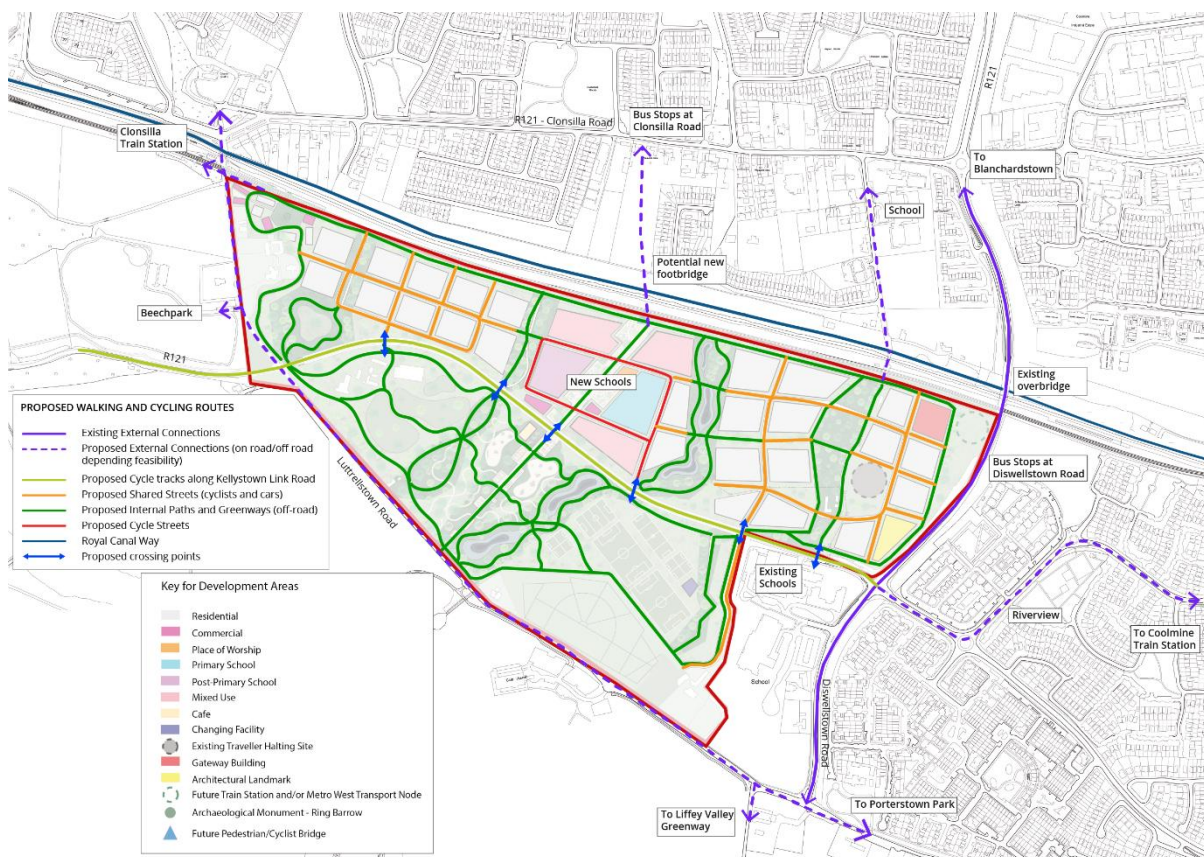 R121
Clonsilla
Train Station
R121 - Clonsilla Road
Bus Stops at
Clonsilla Road
To
Blanchardstown
School
Potential new
footbridge
Beechpark
R121
New Schools
Existing
overbridge
Bus Stops at
Diswellstown Road
Luttrellstown Road
Existing
Schools
Riverview
To Coolmine
Train Station
School
Diswellstown Road
To Liffey Valley
Greenway
To Porterstown Park
PROPOSED WALKING AND CYCLING ROUTES
Existing External Connections
Proposed External Connections (on road/off road
depending feasibility)
Proposed Cycle tracks along Kellystown Link Road
Proposed Shared Streets (cyclists and cars)
Proposed Internal Paths and Greenways (off-road)
Proposed Cycle Streets
Royal Canal Way
Proposed crossing points
Key for Development Areas
Residential
Commercial
Place of Worship
Primary School
Post-Primary School
Mixed Use
Cafe
Changing Facility
Existing Traveller Halting Site
Gateway Building
Architectural Landmark
Future Train Station and/or Metro West Transport Node
Archaeological Monument - Ring Barrow
Future Pedestrian/Cyclist Bridge